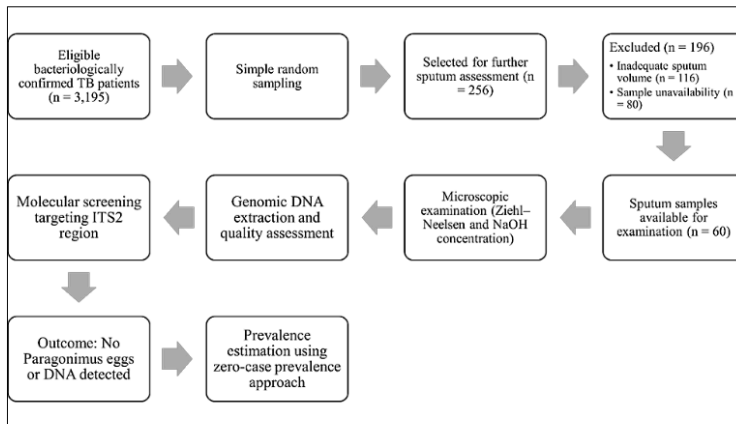 Eligible
bacteriologically
confirmed TB patients
(n = 3,195)
Simple random
sampling
Selected for further
sputum assessment (n
= 256)
Excluded (n = 196)
• Inadequate sputum
volume (n = 116)
• Sample unavailability (n
= 80)
Sputum samples
available for
examination (n = 60)
Microscopic
examination (Ziehl–
Neelsen and NaOH
concentration)
Genomic DNA
extraction and
quality assessment
Molecular screening
targeting ITS2
region
Outcome: No
Paragonimus eggs
or DNA detected
Prevalence
estimation using
zero-case prevalence
approach